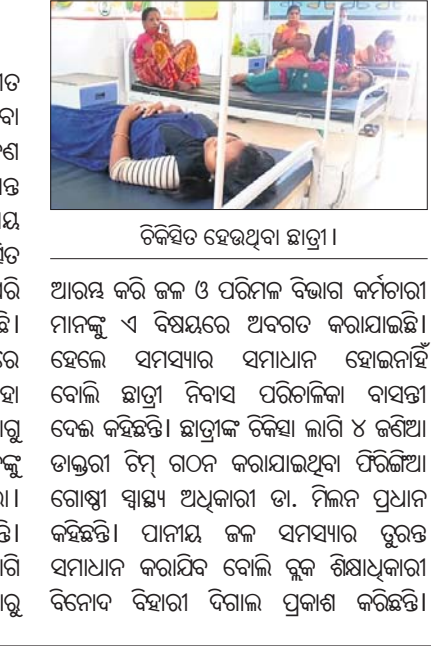 ୀତ
ବା
ଣ
ନ୍ତ
ୟ
ିତ
ରି
ଛି।
ରେ
ହା
ଗୁ
ଙ୍କୁ
ା।
ନ୍ତି।
ଗି
ରୁ
ଚିକିତ୍ସିତ ହେଉଥିବା ଛାତ୍ରୀ।
ଆରମ୍ଭ କରି ଜଳ ଓ ପରିମଳ ବିଭାଗ କର୍ମଚାରୀ
ମାନଙ୍କୁ ଏ ବିଷୟରେ ଅବଗତ କରାଯାଇଛି।
ହେଲେ ସମସ୍ୟାର ସମାଧାନ ହୋଇନାହିଁ
ବୋଲି ଛାତ୍ରୀ ନିବାସ ପରିଚାଳିକା ବାସନ୍ତୀ
ଦେଈ କହିଛନ୍ତି। ଛାତ୍ରୀଙ୍କ ଚିକିତ୍ସା ଲାଗି ୪ ଜଣିଆ
ଡାକ୍ତରୀ ଟିମ୍ ଗଠନ କରାଯାଇଥିବା ଫିରିଙ୍ଗିଆ
ଗୋଷ୍ଠୀ ସ୍ୱାସ୍ଥ୍ୟ ଅଧିକାରୀ ଡା. ମିଲନ ପ୍ରଧାନ
କହିଛନ୍ତି। ପାନୀୟ ଜଳ ସମସ୍ୟାର ତୁରନ୍ତ
ସମାଧାନ କରାଯିବ ବୋଲି ବ୍ଲକ ଶିକ୍ଷାଧିକାରୀ
ବିନୋଦ ବିହାରୀ ଦିଗାଲ ପ୍ରକାଶ କରିଛନ୍ତି।